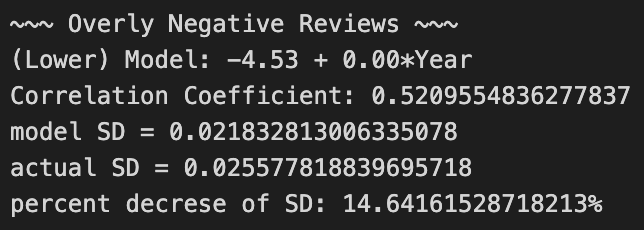 ~~~ Overly Negative Reviews ~~~
(Lower) Model: -4.53 + 0.00*Year
Correlation Coefficient: 0.5209554836277837
model SD = 0.021832813006335078
actual SD = 0.025577818839695718
percent decrese of SD: 14.64161528718213%